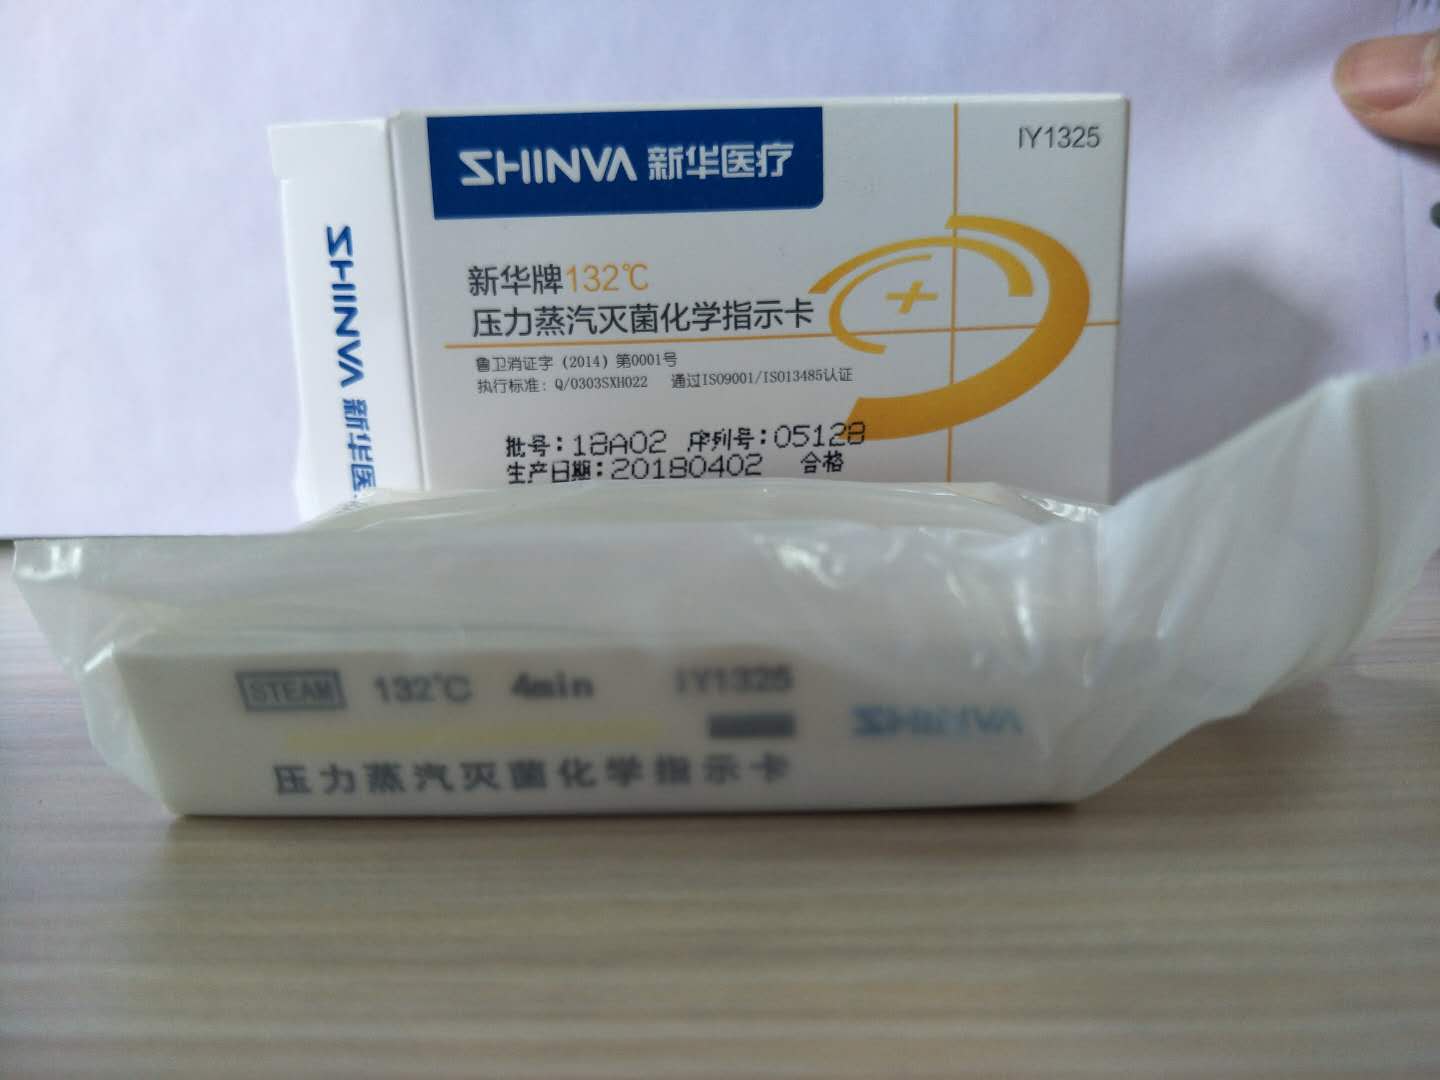 SHINVA 新华医疗
IY1325
新华牌132℃
压力蒸汽灭菌化学指示卡
鲁卫消证字 (2014) 第0001号
执行标准: Q/0303SXH022 通过ISO9001/ISO13485认证
批号:18A02 序列号:05128
生产日期:20180402 合格
SHINVA 新华医
STEAM 132℃ 4min IY1325
SHINVA
压力蒸汽灭菌化学指示卡